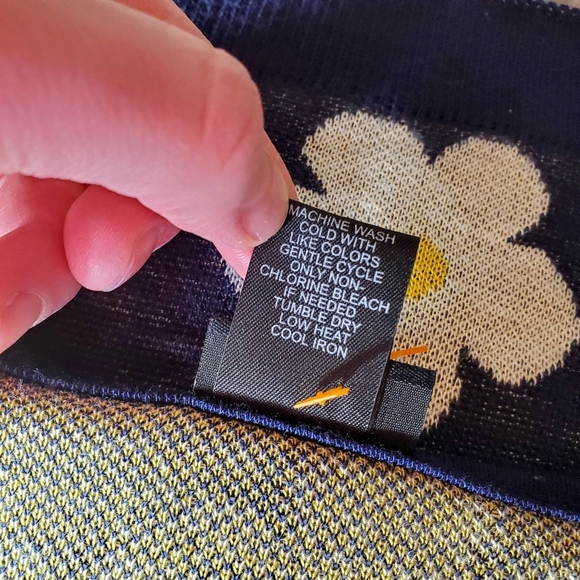 MACHINE WASH
COLD WITH
LIKE COLORS
GENTLE CYCLE
ONLY NON-
CHLORINE BLEACH
IF NEEDED
TUMBLE DRY
LOW HEAT
COOL IRON